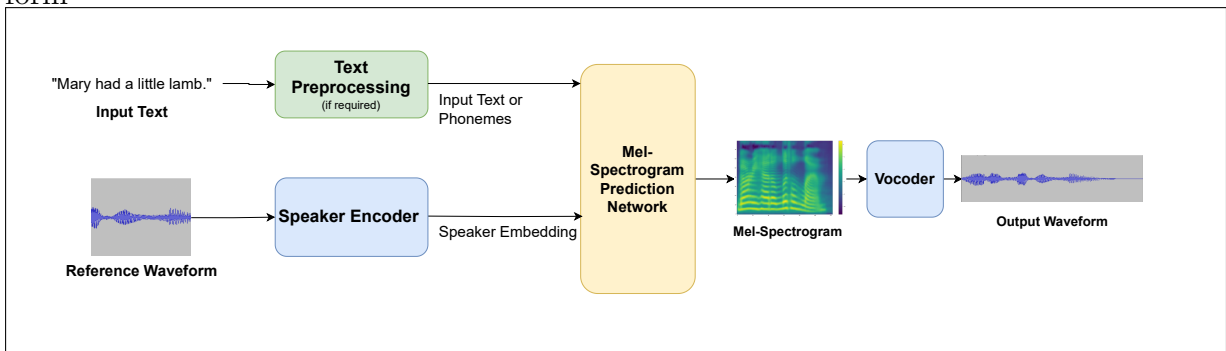 form
"Mary had a little lamb."
Input Text
Text
Preprocessing
(if required)
Input Text or
Phonemes
Reference Waveform
Speaker Encoder
Speaker Embedding
Mel-
Spectrogram
Prediction
Network
Mel-Spectrogram
Vocoder
Output Waveform